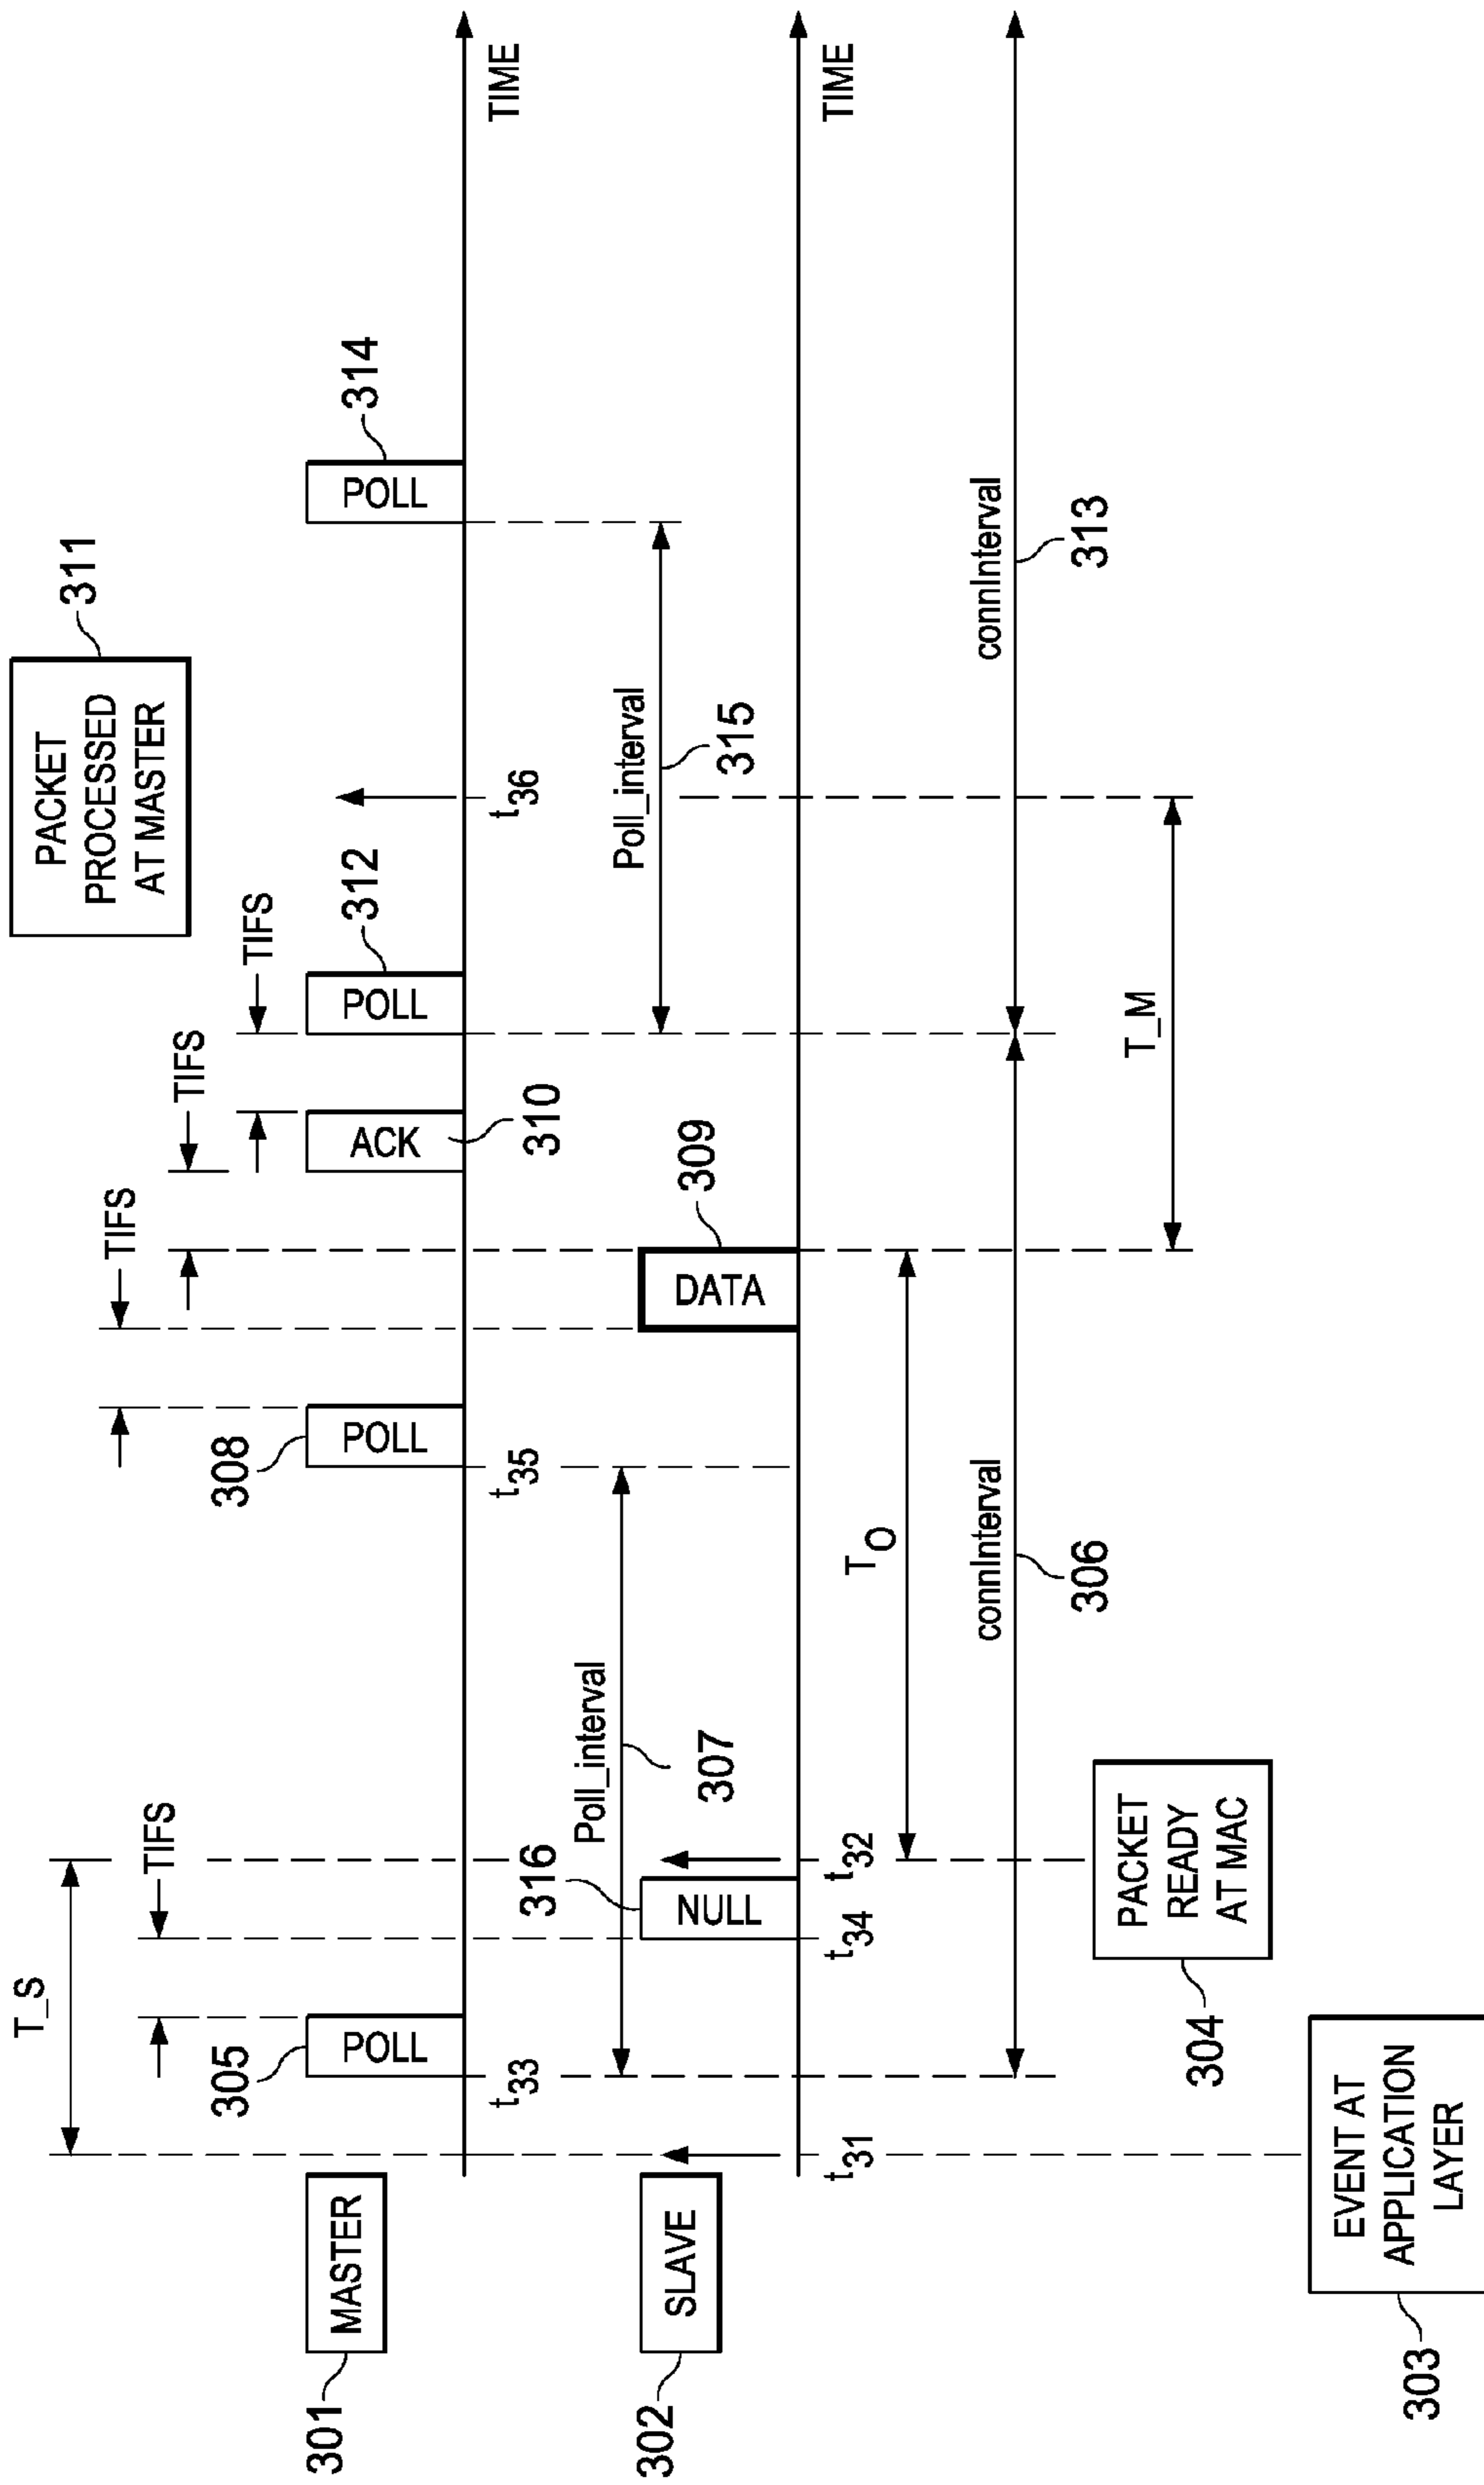 T_S
TIFS
TIFS
TIFS
TIFS
PACKET
PROCESSED
AT MASTER
311
301
MASTER
305
POLL
308
POLL
ACK
310
POLL
312
POLL
314
t33
t35
t36
TIME
Poll_interval
307
Poll_interval
315
302
SLAVE
316
NULL
DATA
309
t31
t34
t32
TIME
TO
connInterval
306
connInterval
313
T_M
303
EVENT AT
APPLICATION
LAYER
304
PACKET
READY
AT MAC